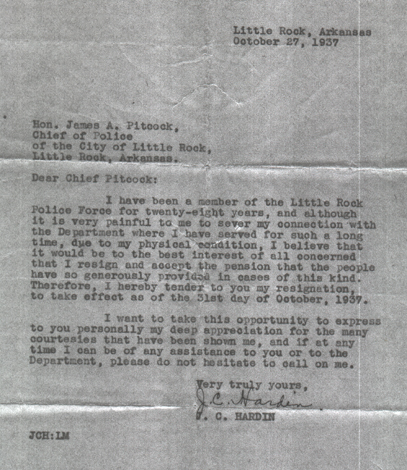 Little Rock, Arkansas
October 27, 1937
Hon. James A. Pitcock,
Chief of Police
of the City of Little Rock,
Little Rock, Arkansas.
Dear Chief Pitcock:
I have been a member of the Little Rock
Police Force for twenty-eight years, and although
it is very painful to me to sever my connection with
the Department where I have served for such a long
time, due to my physical condition, I believe that
it would be to the best interest of all concerned
that I resign and accept the pension that the people
have so generously provided in cases of this kind.
Therefore, I hereby tender to you my resignation,
to take effect as of the 31st day of October, 1937.
I want to take this opportunity to express
to you personally my deep appreciation for the many
courtesies that have been shown me, and if at any
time I can be of any assistance to you or to the
Department, please do not hesitate to call on me.
Very truly yours,
J. C. Hardin.
J. C. HARDIN
JCH:LM